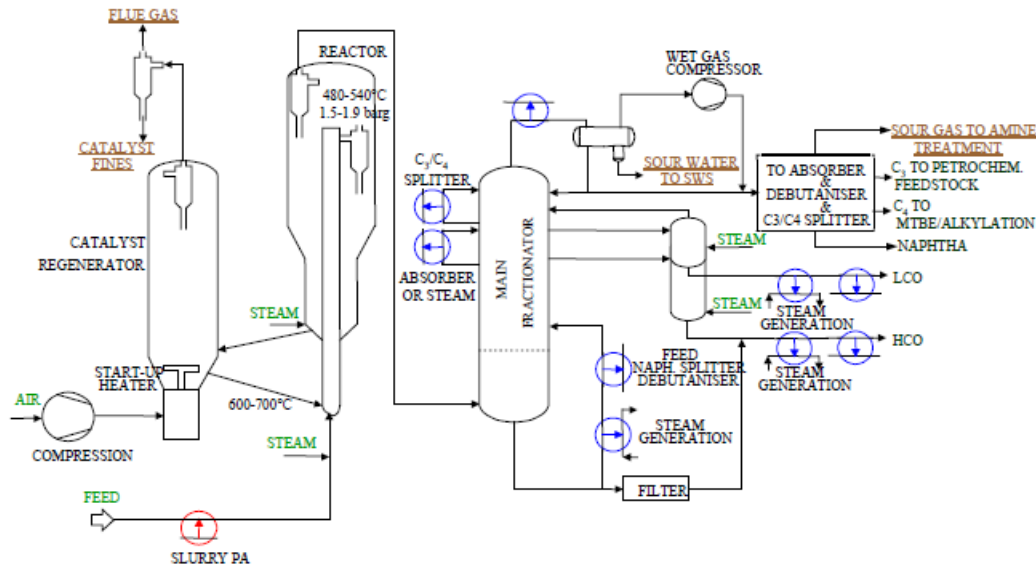 FLUE GAS
REACTOR
WET GAS
COMPRESSOR
480-540°C
1.5-1.9 barg
CATALYST
FINES
C3/C4
SPLITTER
SOUR WATER
TO SWS
SOUR GAS TO AMINE
TREATMENT
TO ABSORBER
&
DEBUTANISER
&
C3/C4 SPLITTER
C3 TO PETROCHEM.
FEEDSTOCK
C4 TO
MTBE/ALKYLATION
NAPHTHA
CATALYST
REGENERATOR
ABSORBER
OR STEAM
MAIN
FRACTIONATOR
STEAM
LCO
STEAM
STEAM
GENERATION
HCO
STEAM
GENERATION
STEAM
START-UP
HEATER
600-700°C
FEED
NAPH. SPLITTER
DEBUTANISER
AIR
COMPRESSION
STEAM
STEAM
GENERATION
FEED
FILTER
SLURRY PA